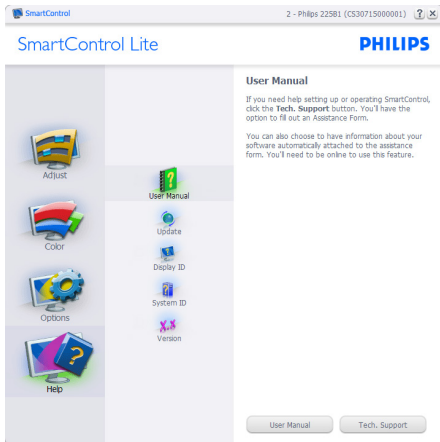 SmartControl
2 - Philips 225B1 (CS30715000001)
? X
SmartControl Lite
PHILIPS
Adjust
Color
Options
Help
User Manual
Update
Display ID
System ID
X.X
Version
User Manual
If you need help setting up or operating SmartControl,
click the Tech. Support button. You'll have the
option to fill out an Assistance Form.
You can also choose to have information about your
software automatically attached to the assistance
form. You'll need to be online to use this feature.
User Manual
Tech. Support